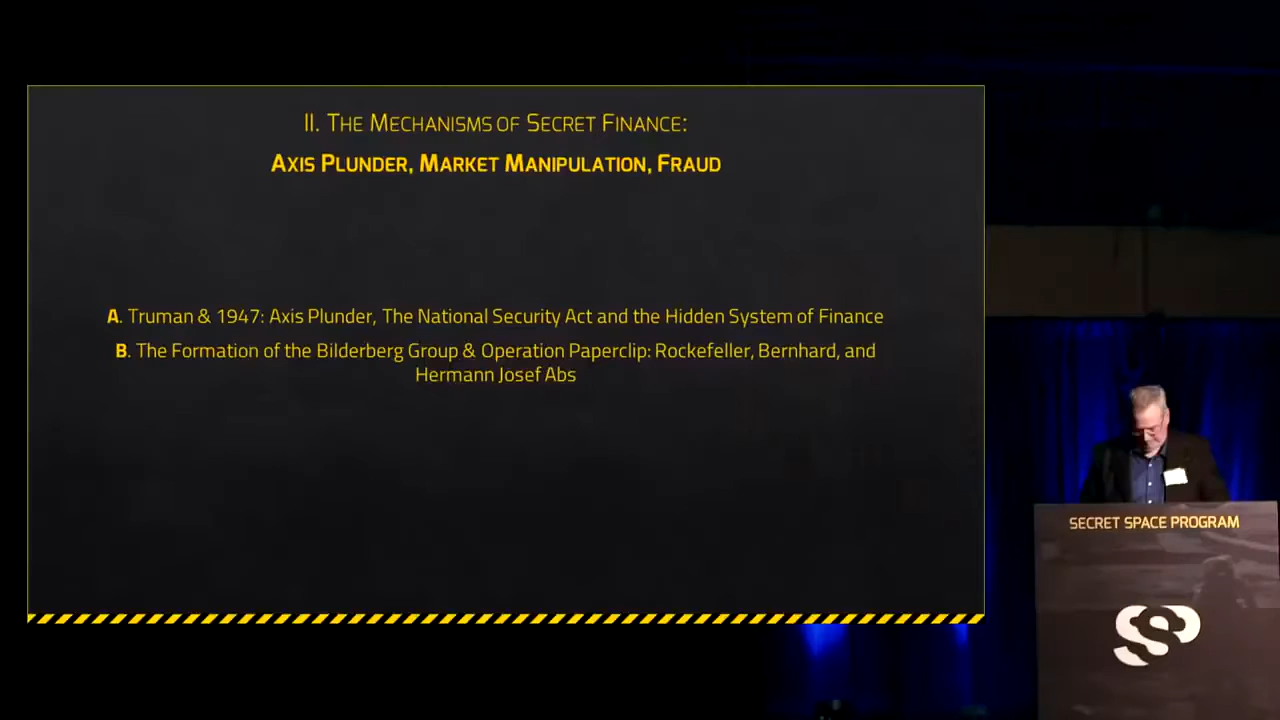 II. THE MECHANISMS OF SECRET FINANCE:
AXIS PLUNDER, MARKET MANIPULATION, FRAUD
A. Truman & 1947: Axis Plunder, The National Security Act and the Hidden System of Finance
B. The Formation of the Bilderberg Group & Operation Paperclip: Rockefeller, Bernhard, and
Hermann Josef Abs
SECRET SPACE PROGRAM
SSP